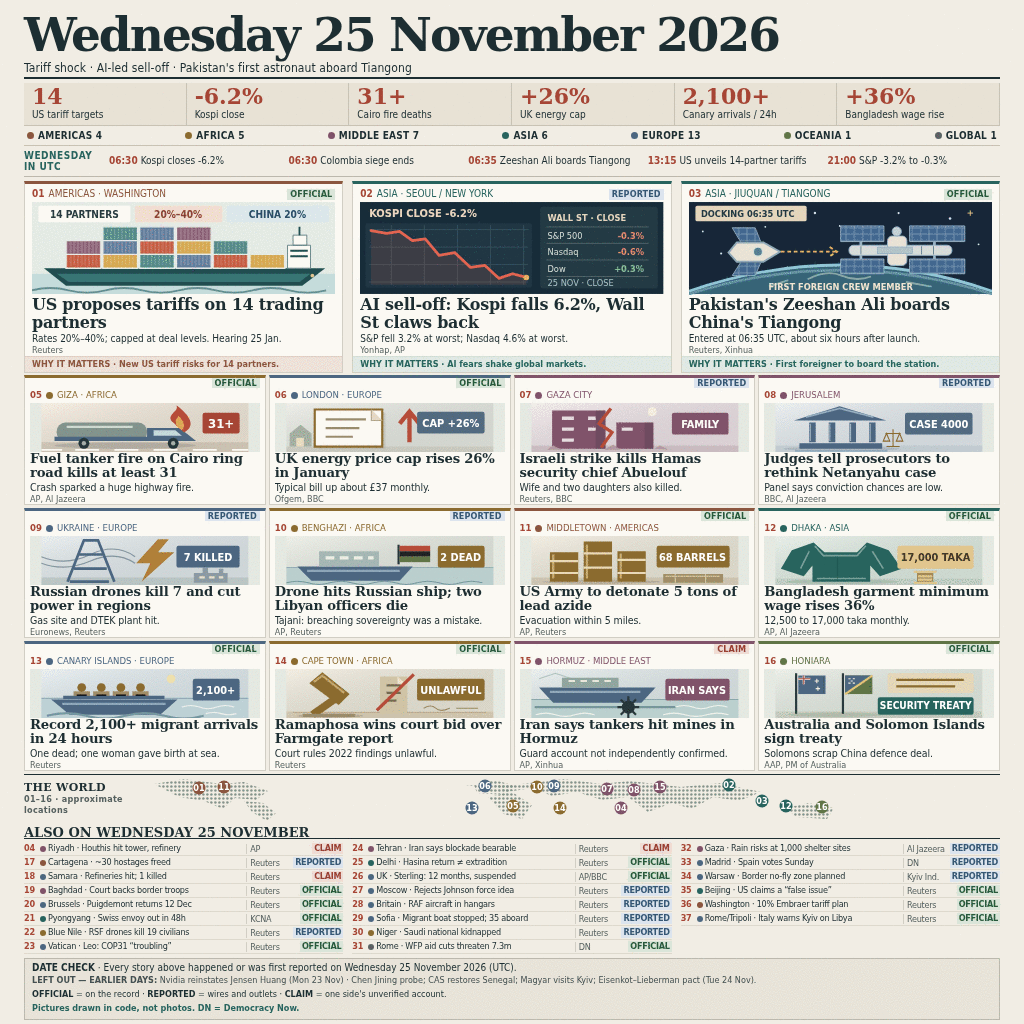 Wednesday 25 November 2026
Tariff shock · AI-led sell-off · Pakistan's first astronaut aboard Tiangong
14
US tariff targets
-6.2%
Kospi close
31+
Cairo fire deaths
+26%
UK energy cap
2,100+
Canary arrivals / 24h
+36%
Bangladesh wage rise
AMERICAS 4
AFRICA 5
MIDDLE EAST 7
ASIA 6
EUROPE 13
OCEANIA 1
GLOBAL 1
WEDNESDAY
IN UTC
06:30 Kospi closes -6.2%
06:30 Colombia siege ends
06:35 Zeeshan Ali boards Tiangong
13:15 US unveils 14-partner tariffs
21:00 S&P -3.2% to -0.3%
01 AMERICAS · WASHINGTON
OFFICIAL
14 PARTNERS
20%–40%
CHINA 20%
US proposes tariffs on 14 trading
partners
Rates 20%–40%; capped at deal levels. Hearing 25 Jan.
Reuters
WHY IT MATTERS · New US tariff risks for 14 partners.
02 ASIA · SEOUL / NEW YORK
REPORTED
KOSPI CLOSE -6.2%
WALL ST · CLOSE
S&P 500 -0.3%
Nasdaq -0.6%
Dow +0.3%
25 NOV · CLOSE
AI sell-off: Kospi falls 6.2%, Wall
St claws back
S&P fell 3.2% at worst; Nasdaq 4.6% at worst.
Yonhap, AP
WHY IT MATTERS · AI fears shake global markets.
03 ASIA · JIUQUAN / TIANGONG
OFFICIAL
DOCKING 06:35 UTC
FIRST FOREIGN CREW MEMBER
Pakistan's Zeeshan Ali boards
China's Tiangong
Entered at 06:35 UTC, about six hours after launch.
Reuters, Xinhua
WHY IT MATTERS · First foreigner to board the station.
OFFICIAL
05 GIZA · AFRICA
31+
Fuel tanker fire on Cairo ring
road kills at least 31
Crash sparked a huge highway fire.
AP, Al Jazeera
OFFICIAL
06 LONDON · EUROPE
CAP +26%
UK energy price cap rises 26%
in January
Typical bill up about £37 monthly.
Ofgem, BBC
REPORTED
07 GAZA CITY
FAMILY
Israeli strike kills Hamas
security chief Abuelouf
Wife and two daughters also killed.
Reuters, BBC
REPORTED
08 JERUSALEM
CASE 4000
Judges tell prosecutors to
rethink Netanyahu case
Panel says conviction chances are low.
BBC, Al Jazeera
REPORTED
09 UKRAINE · EUROPE
7 KILLED
Russian drones kill 7 and cut
power in regions
Gas site and DTEK plant hit.
Euronews, Reuters
REPORTED
10 BENGHAZI · AFRICA
2 DEAD
Drone hits Russian ship; two
Libyan officers die
Tajani: breaching sovereignty was a mistake.
AP, Reuters
OFFICIAL
11 MIDDLETOWN · AMERICAS
68 BARRELS
US Army to detonate 5 tons of
lead azide
Evacuation within 5 miles.
AP, Reuters
OFFICIAL
12 DHAKA · ASIA
17,000 TAKA
Bangladesh garment minimum
wage rises 36%
12,500 to 17,000 taka monthly.
AP, Al Jazeera
OFFICIAL
13 CANARY ISLANDS · EUROPE
2,100+
Record 2,100+ migrant arrivals
in 24 hours
One dead; one woman gave birth at sea.
Reuters
OFFICIAL
14 CAPE TOWN · AFRICA
UNLAWFUL
Ramaphosa wins court bid over
Farmgate report
Court rules 2022 findings unlawful.
Reuters
CLAIM
15 HORMUZ · MIDDLE EAST
IRAN SAYS
Iran says tankers hit mines in
Hormuz
Guard account not independently confirmed.
AP, Xinhua
OFFICIAL
16 HONIARA
SECURITY TREATY
Australia and Solomon Islands
sign treaty
Solomons scrap China defence deal.
AAP, PM of Australia
THE WORLD
01–16 · approximate
locations
01 11 06 10 09 07 08 15 02
13 05 14 04 03 12 16
ALSO ON WEDNESDAY 25 NOVEMBER
04 Riyadh · Houthis hit tower, refinery AP CLAIM
17 Cartagena · ~30 hostages freed Reuters REPORTED
18 Samara · Refineries hit; 1 killed Reuters CLAIM
19 Baghdad · Court backs border troops Reuters OFFICIAL
20 Brussels · Puigdemont returns 12 Dec Reuters OFFICIAL
21 Pyongyang · Swiss envoy out in 48h KCNA OFFICIAL
22 Blue Nile · RSF drones kill 19 civilians Reuters REPORTED
23 Vatican · Leo: COP31 “troubling” Reuters OFFICIAL
24 Tehran · Iran says blockade bearable Reuters CLAIM
25 Delhi · Hasina return ≠ extradition Reuters OFFICIAL
26 UK · Sterling: 12 months, suspended AP/BBC OFFICIAL
27 Moscow · Rejects Johnson force idea Reuters REPORTED
28 Britain · RAF aircraft in hangars Reuters REPORTED
29 Sofia · Migrant boat stopped; 35 aboard Reuters REPORTED
30 Niger · Saudi national kidnapped Reuters REPORTED
31 Rome · WFP aid cuts threaten 7.3m DN OFFICIAL
32 Gaza · Rain risks at 1,000 shelter sites Al Jazeera REPORTED
33 Madrid · Spain votes Sunday DN REPORTED
34 Warsaw · Border no-fly zone planned Kyiv Ind. REPORTED
35 Beijing · US claims a “false issue” Reuters OFFICIAL
36 Washington · 10% Embraer tariff plan Reuters OFFICIAL
37 Rome/Tripoli · Italy warns Kyiv on Libya Reuters OFFICIAL
DATE CHECK · Every story above happened or was first reported on Wednesday 25 November 2026 (UTC).
LEFT OUT — EARLIER DAYS: Nvidia reinstates Jensen Huang (Mon 23 Nov) · Chen Jining probe; CAS restores Senegal; Magyar visits Kyiv; Eisenkot–Lieberman pact (Tue 24 Nov).
OFFICIAL = on the record · REPORTED = wires and outlets · CLAIM = one side's unverified account.
Pictures drawn in code, not photos. DN = Democracy Now.